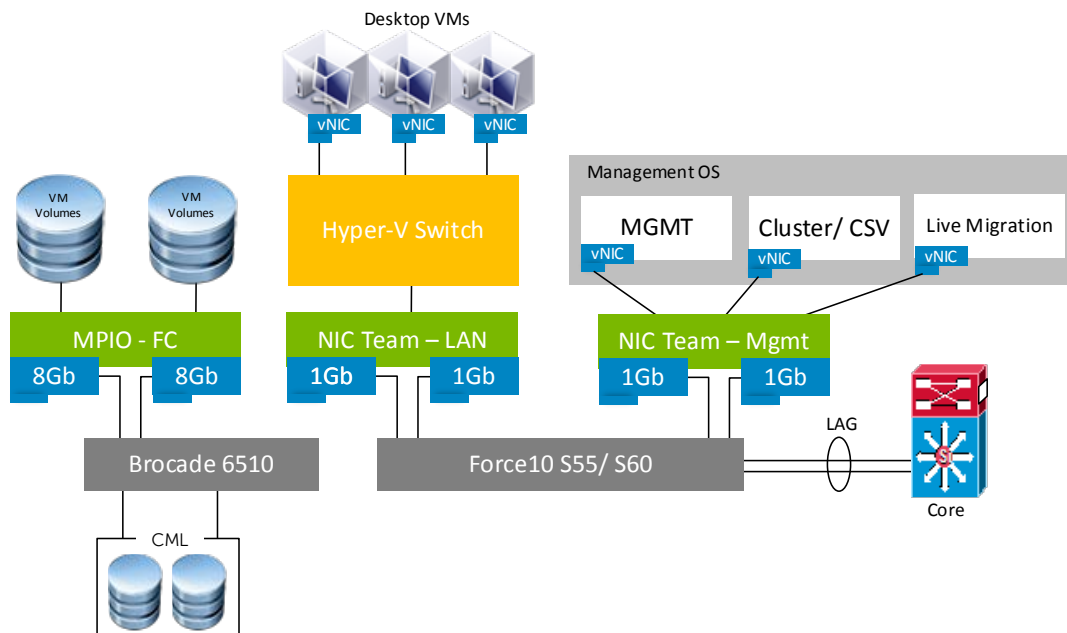 Desktop VMs
vNIC
vNIC
vNIC
VM
Volumes
VM
Volumes
Hyper-V Switch
Management OS
MGMT
vNIC
Cluster/ CSV
vNIC
Live Migration
vNIC
MPIO - FC
8Gb
8Gb
NIC Team – LAN
1Gb
1Gb
NIC Team – Mgmt
1Gb
1Gb
Brocade 6510
Force10 S55/ S60
LAG
Si
Core
CML